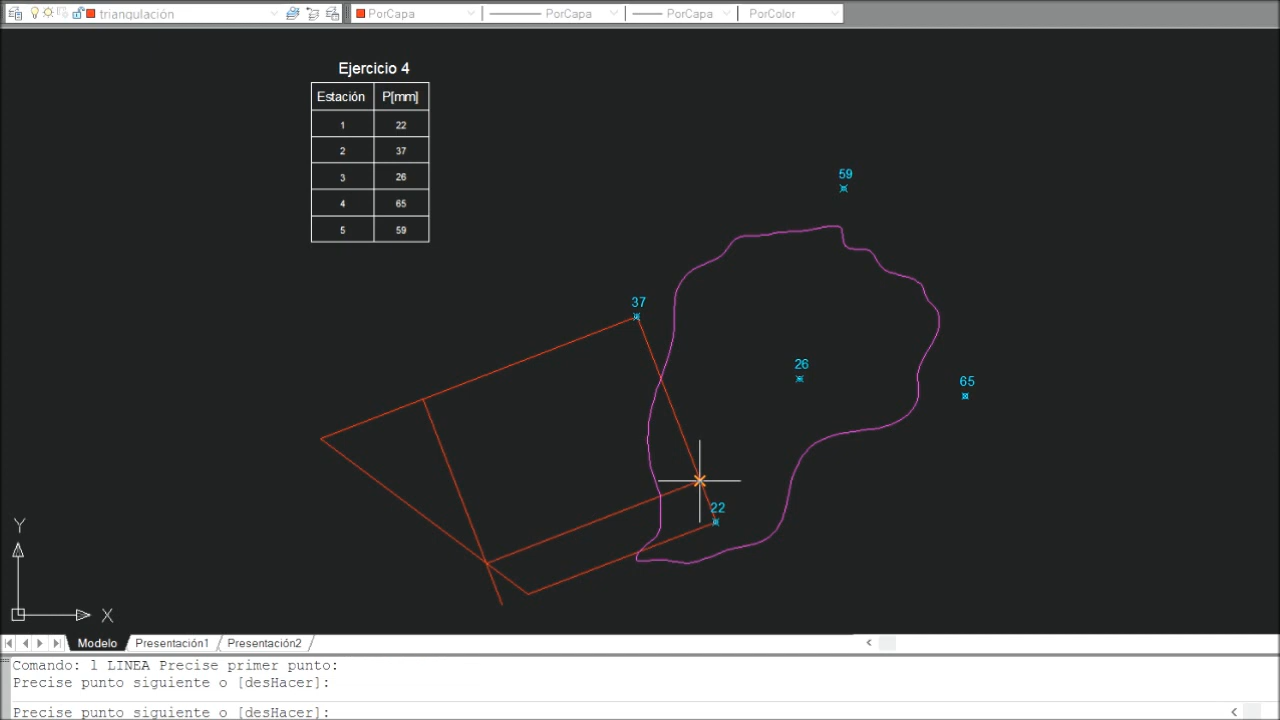 triangulación PorCapa PorCapa PorCapa PorColor
Ejercicio 4
Estación P[mm]
1 22
2 37
3 26
4 65
5 59
59
37
26
65
22
Y
X
Modelo Presentación1 Presentación2
Comando: l LINEA Precise primer punto:
Precise punto siguiente o [desHacer]:
Precise punto siguiente o [desHacer]: